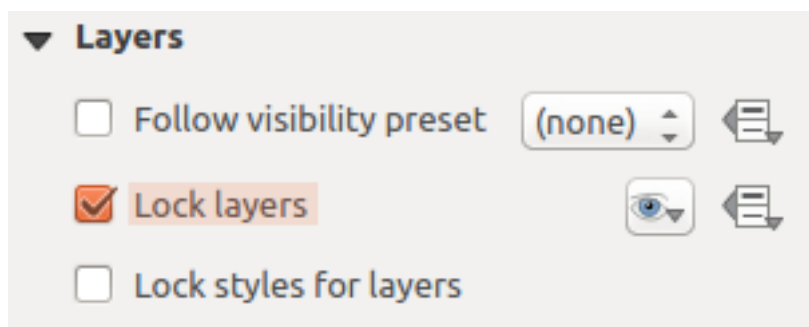 Layers
Follow visibility preset (none)
Lock layers
Lock styles for layers